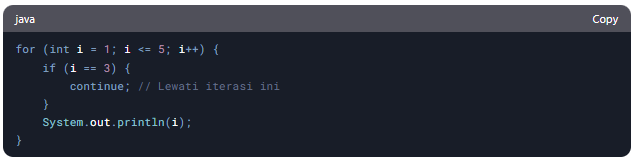 java Copy
for (int i = 1; i <= 5; i++) {
    if (i == 3) {
        continue; // Lewati iterasi ini
    }
    System.out.println(i);
}